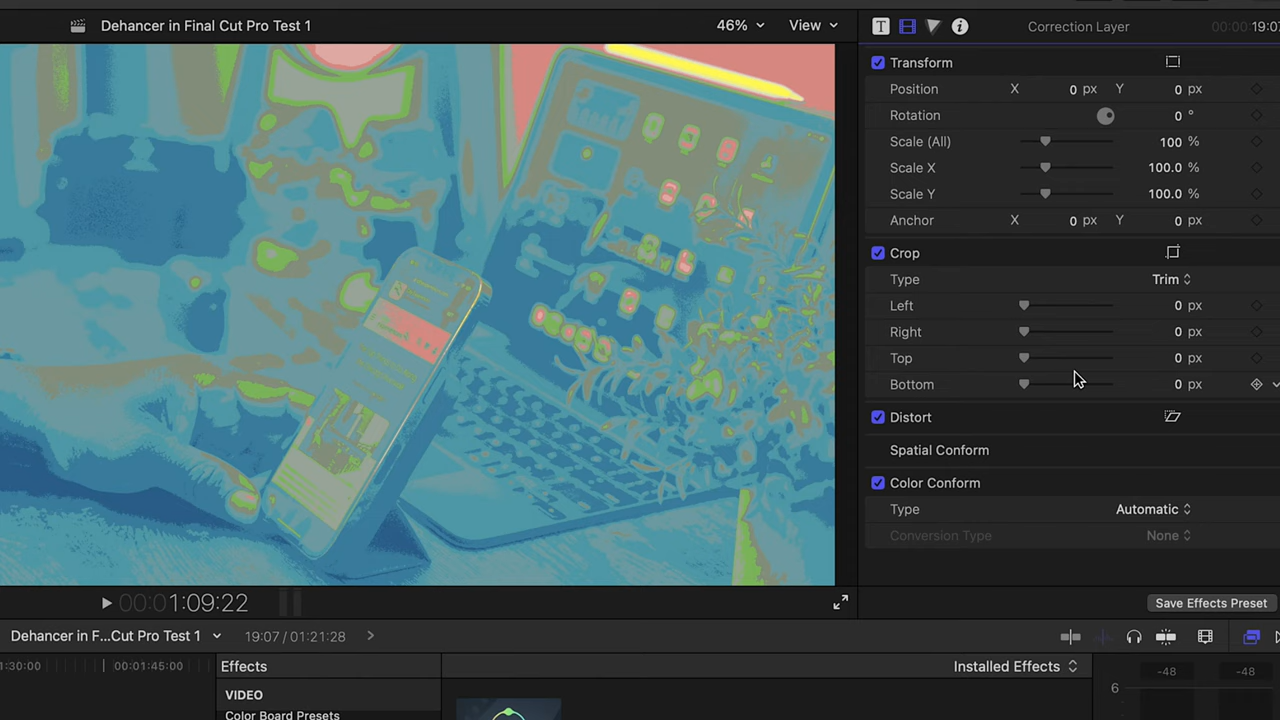 Dehancer in Final Cut Pro Test 1
46%
View
Correction Layer
00:00:19:07
Transform
Position X 0 px Y 0 px
Rotation 0 °
Scale (All) 100 %
Scale X 100.0 %
Scale Y 100.0 %
Anchor X 0 px Y 0 px
Crop
Type Trim
Left 0 px
Right 0 px
Top 0 px
Bottom 0 px
Distort
Spatial Conform
Color Conform
Type Automatic
Conversion Type None
00:01:09:22
Save Effects Preset
Dehancer in F...Cut Pro Test 1
19:07 / 01:21:28
1:30:00
00:01:45:00
Effects
Installed Effects
VIDEO
Color Board Presets
-48
-48
6